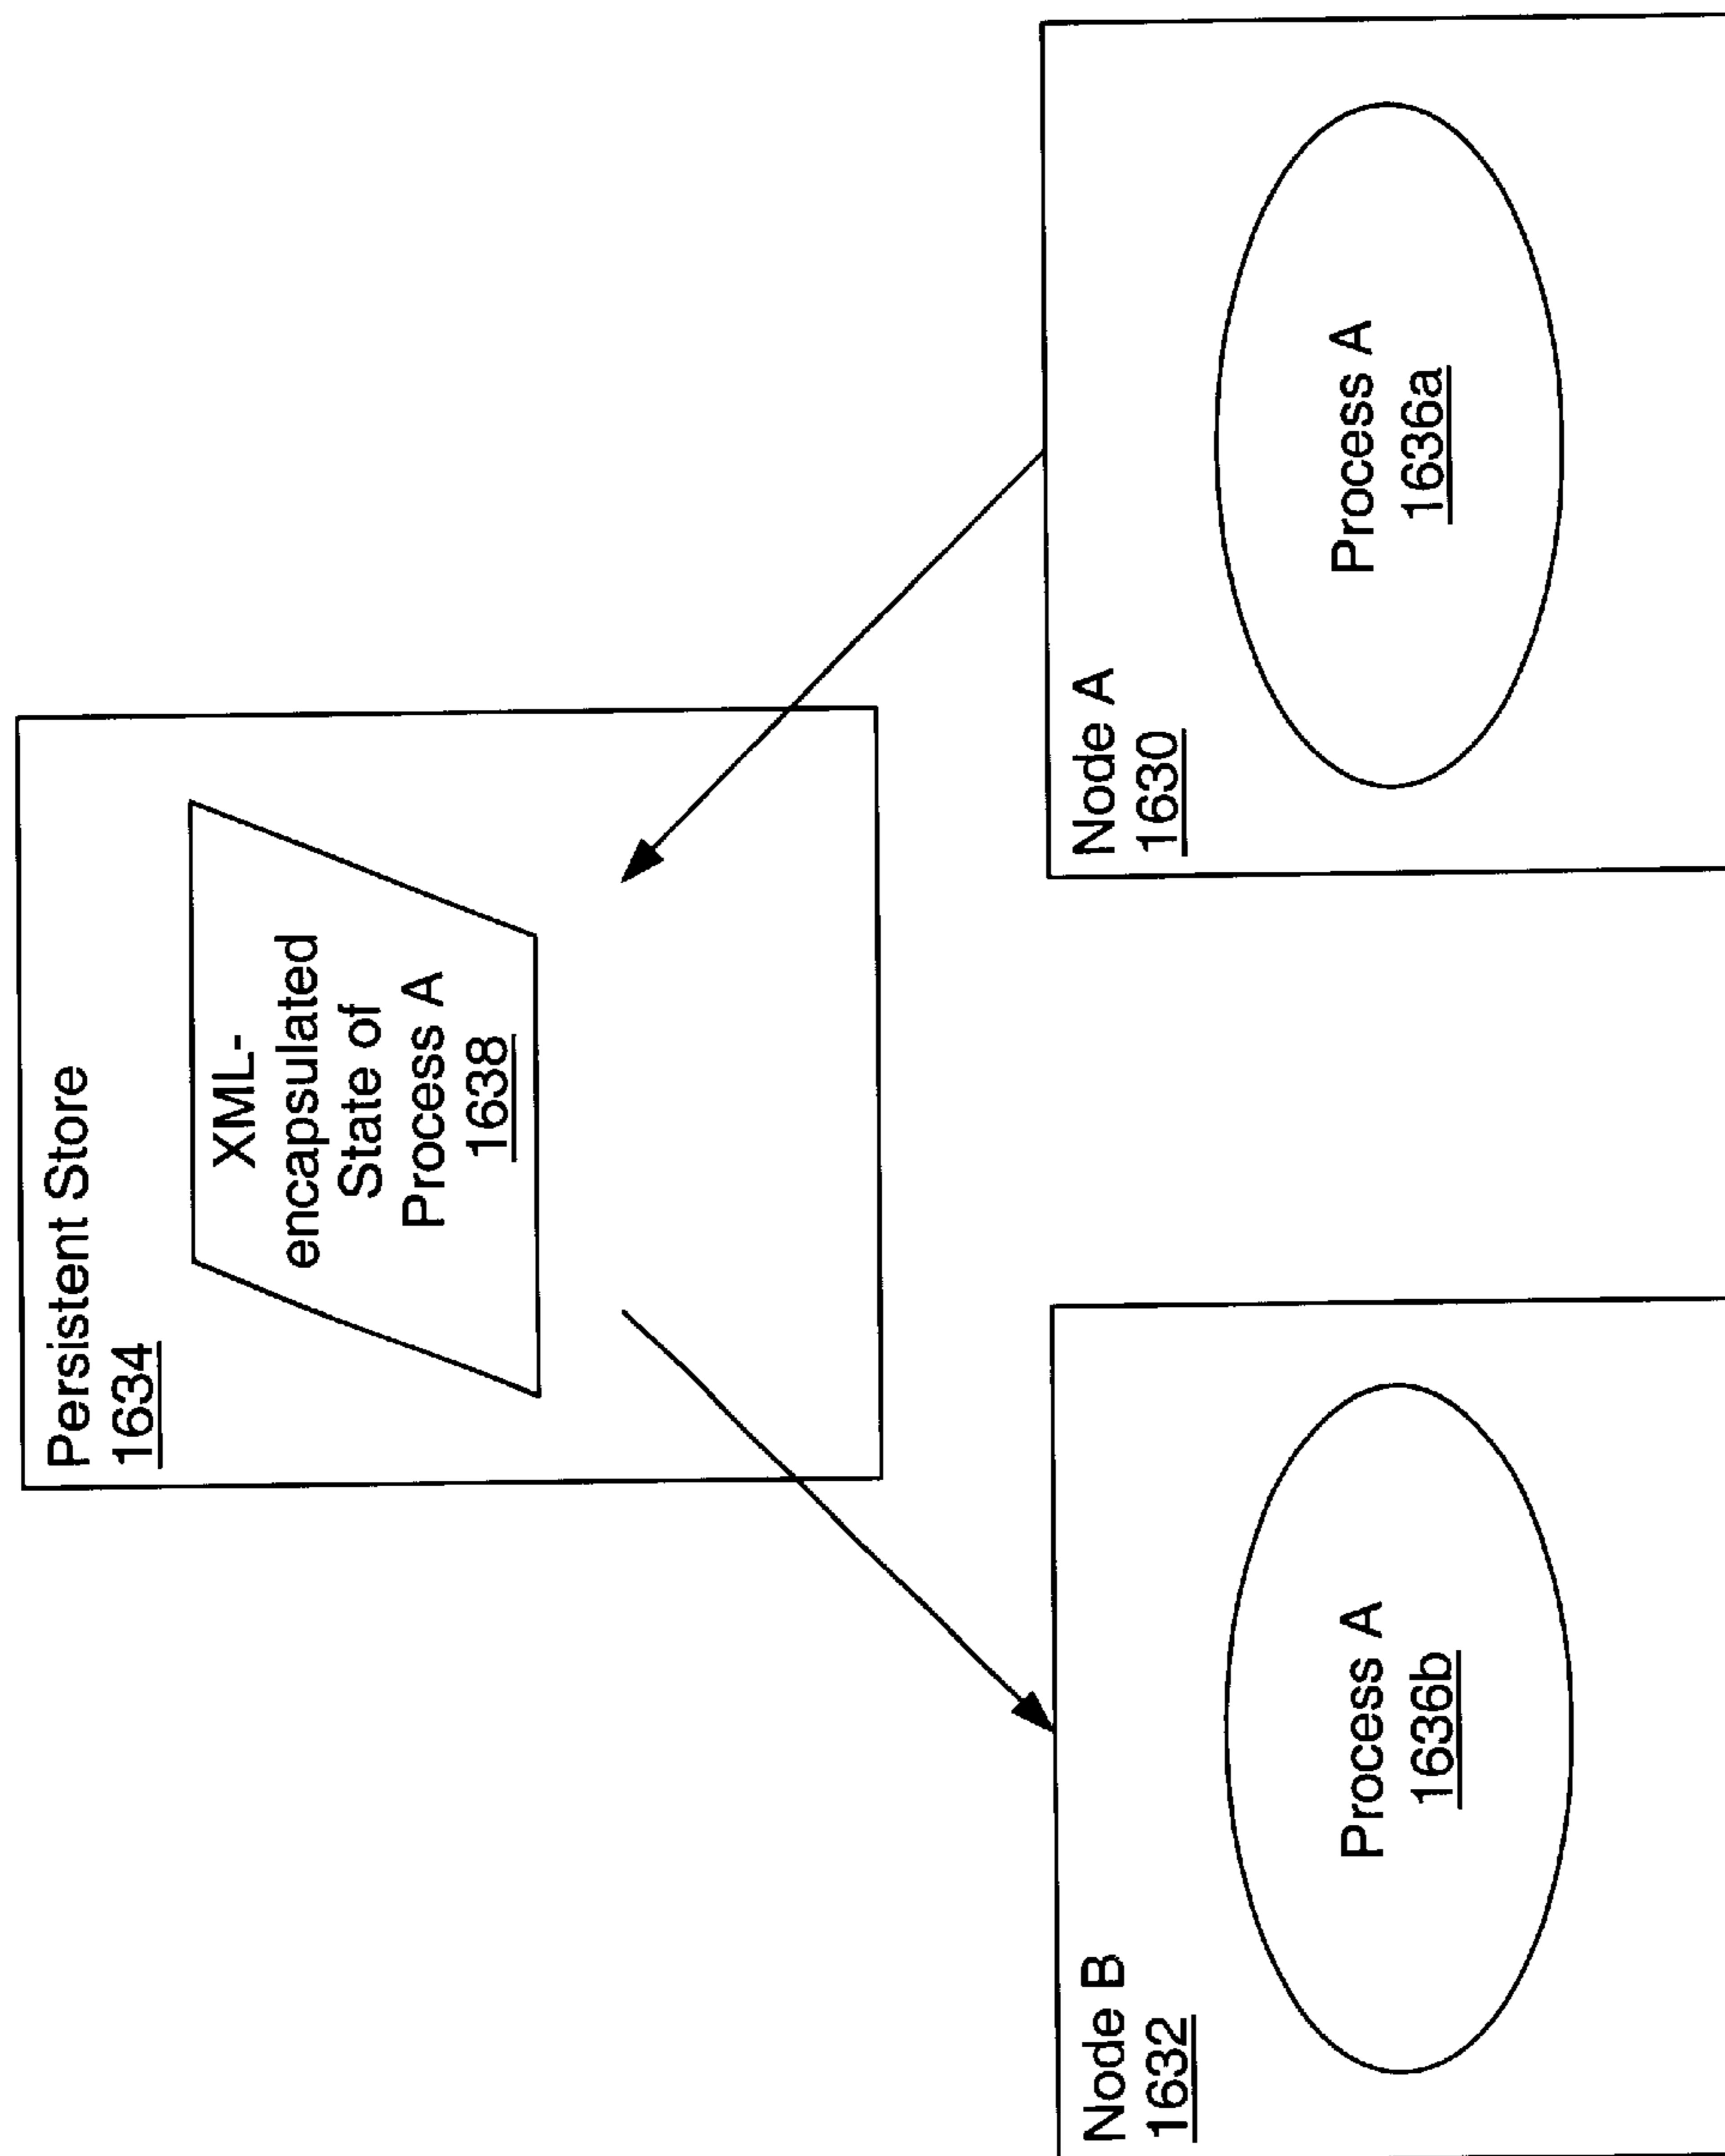 Persistent Store
1634
XML-
encapsulated
State of
Process A
1638
Node B
1632
Process A
1636b
Node A
1630
Process A
1636a